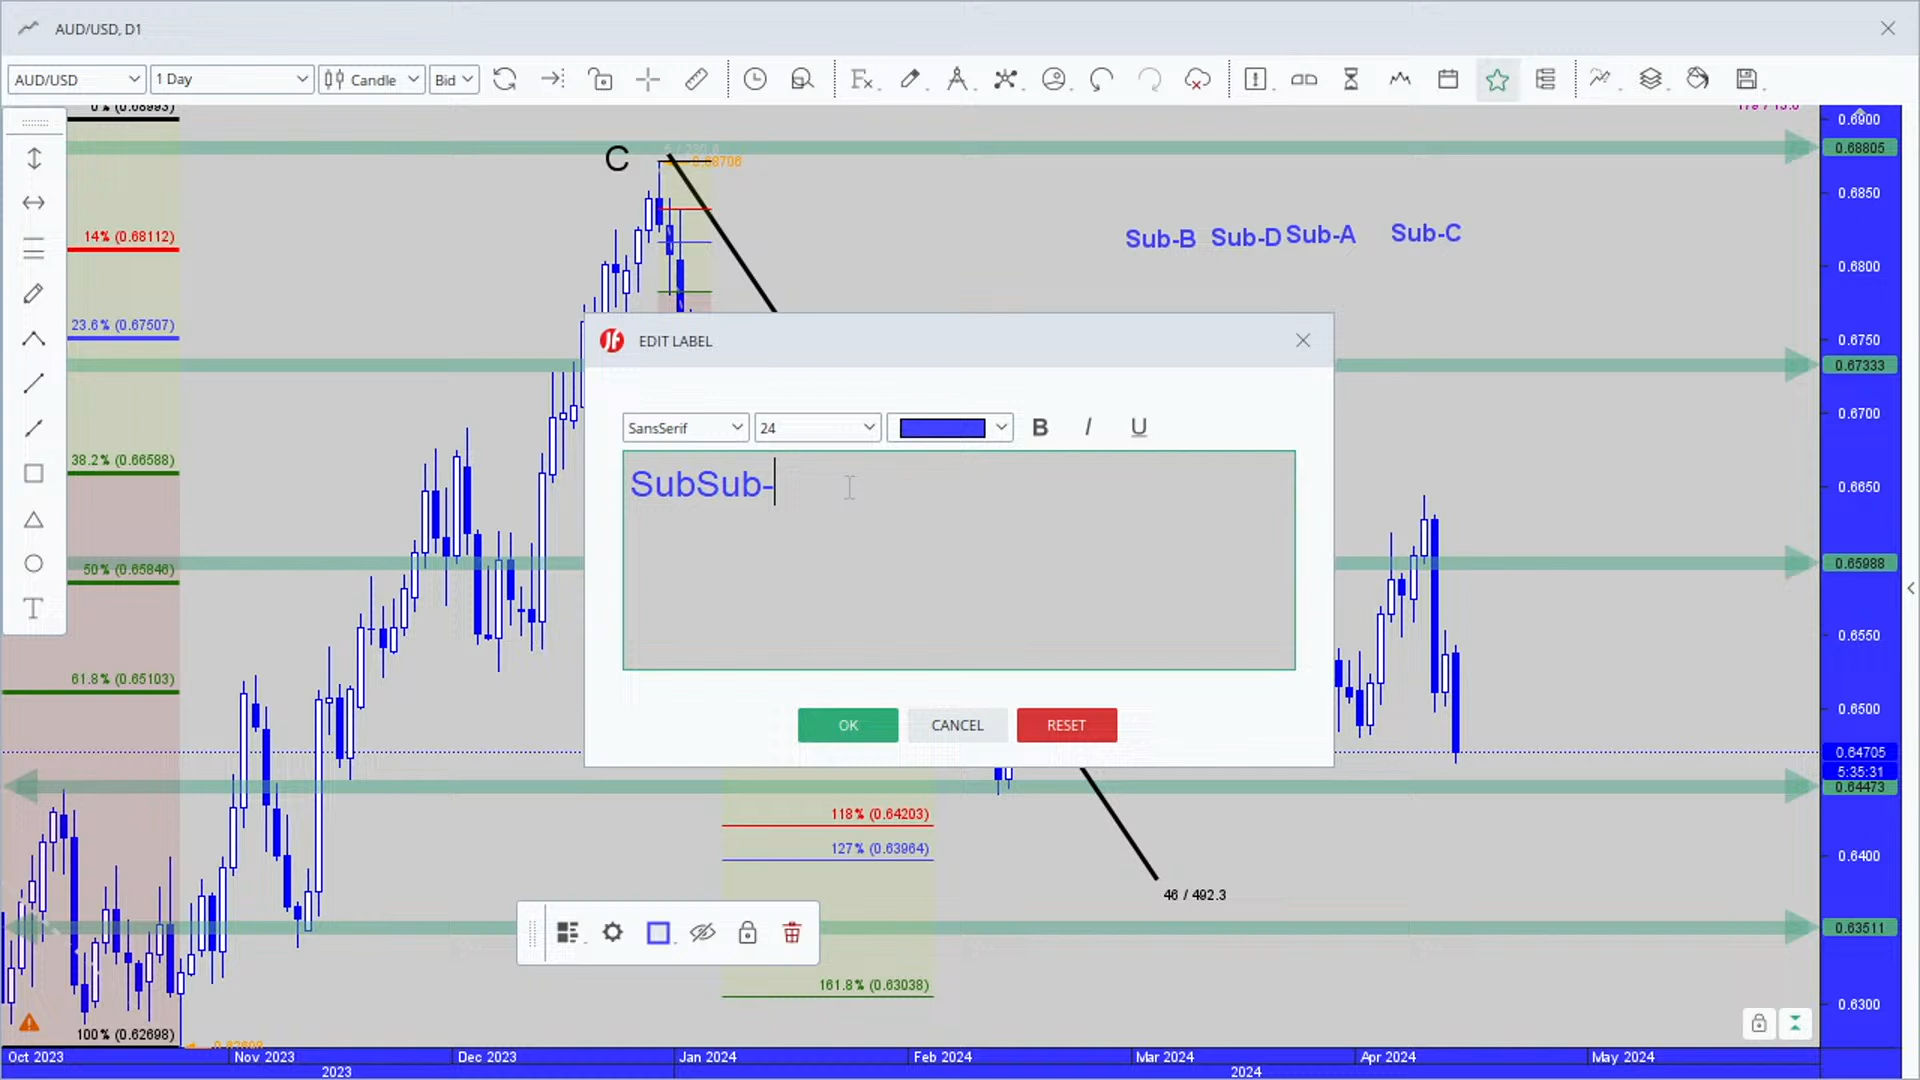 AUD/USD, D1
AUD/USD
1 Day
Candle
Bid
0% (0.68993)
14% (0.68112)
23.6% (0.67507)
38.2% (0.66588)
50% (0.65846)
61.8% (0.65103)
100% (0.62698)
C
0.68706
Sub-B
Sub-D
Sub-A
Sub-C
EDIT LABEL
SansSerif
24
B
I
U
SubSub-
OK
CANCEL
RESET
118% (0.64203)
127% (0.63964)
161.8% (0.63038)
46 / 492.3
0.6900
0.68805
0.6850
0.6800
0.6750
0.67333
0.6700
0.6650
0.65988
0.6550
0.6500
0.64705
5:35:31
0.64473
0.6400
0.63511
0.6300
Oct 2023
Nov 2023
Dec 2023
Jan 2024
Feb 2024
Mar 2024
Apr 2024
May 2024
2023
2024